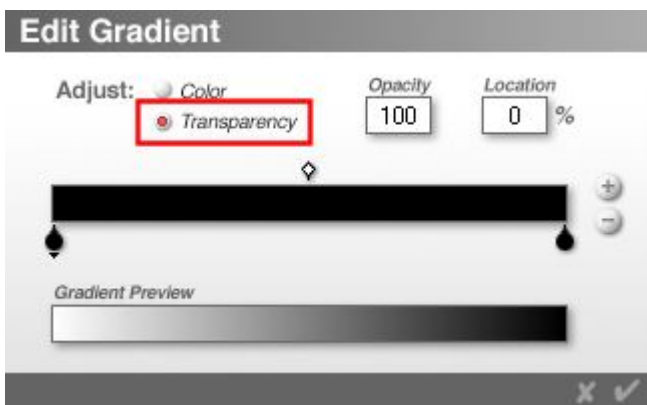 Edit Gradient
Adjust: Color Opacity Location
Transparency 100 0 %
Gradient Preview